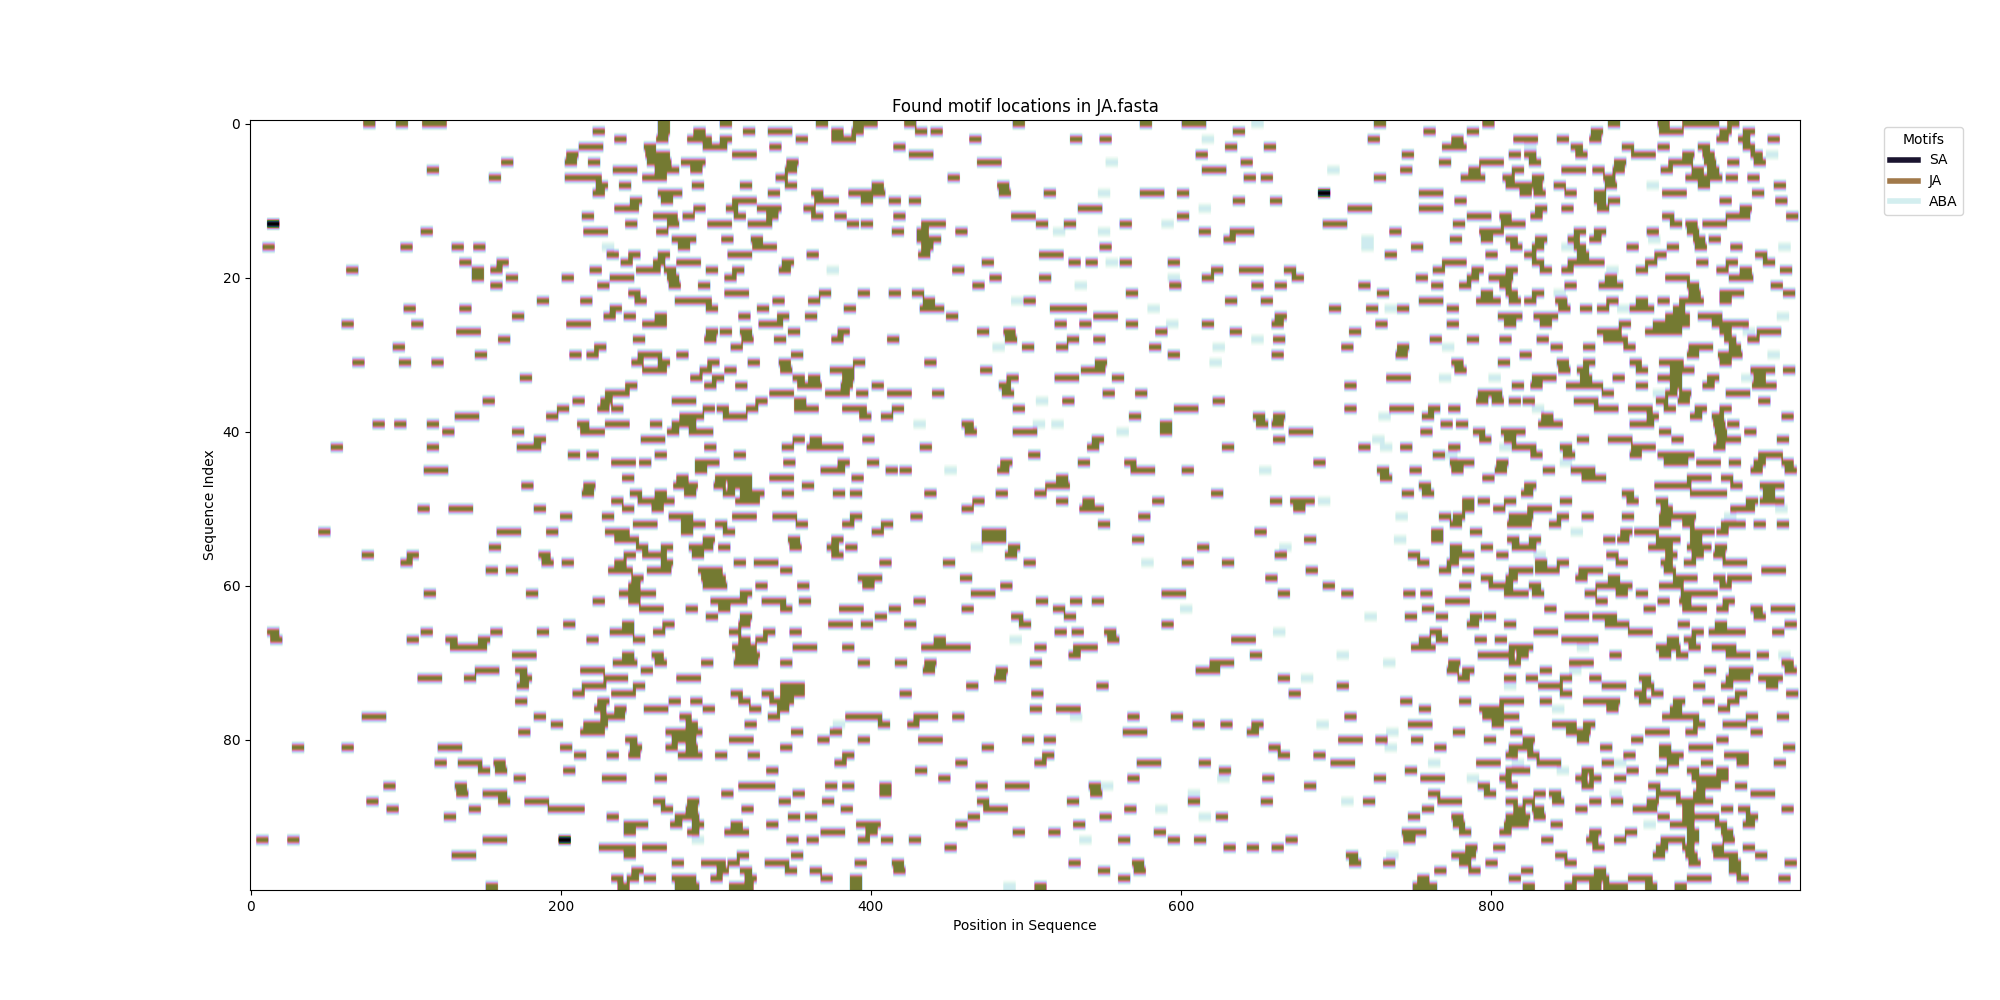 Found motif locations in JA.fasta
Motifs
SA
JA
ABA
0
20
40
60
80
Sequence Index
0
200
400
600
800
Position in Sequence